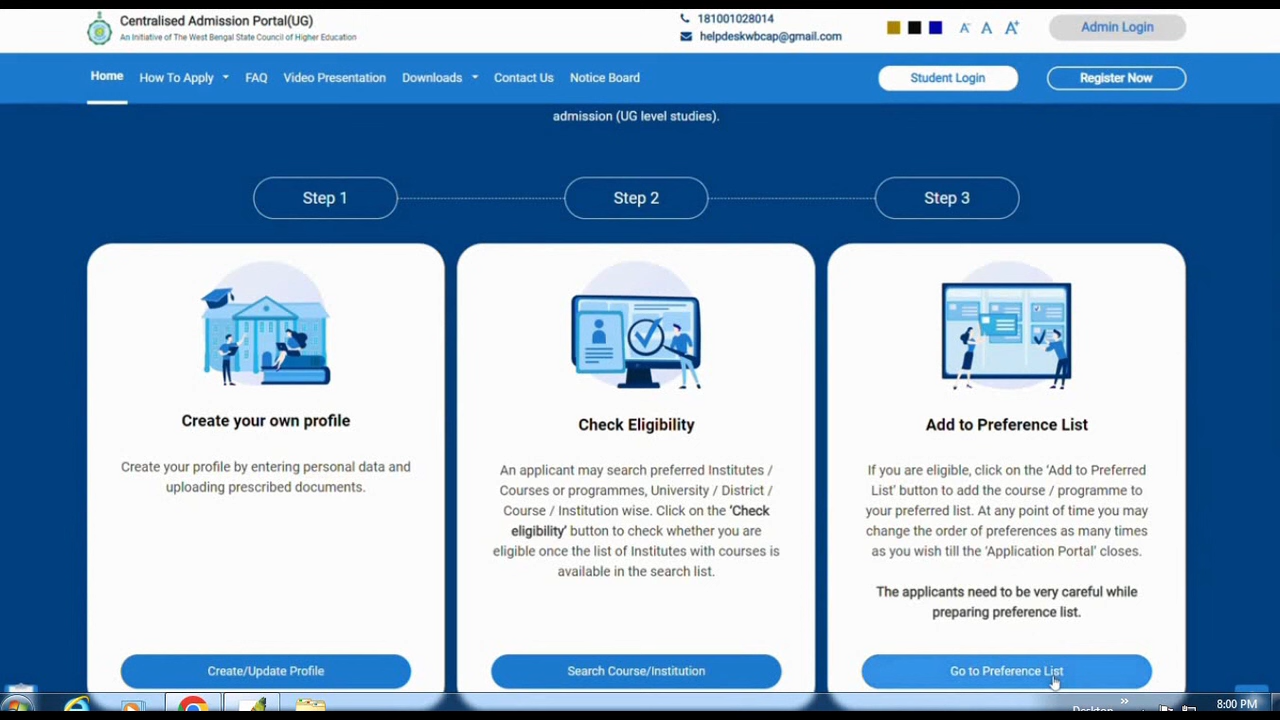 Centralised Admission Portal(UG)
An Initiative of The West Bengal State Council of Higher Education
181001028014
helpdeskwbcap@gmail.com
A- A A+
Admin Login
Home How To Apply FAQ Video Presentation Downloads Contact Us Notice Board
Student Login
Register Now
admission (UG level studies).
Step 1
Step 2
Step 3
Create your own profile
Create your profile by entering personal data and
uploading prescribed documents.
Create/Update Profile
Check Eligibility
An applicant may search preferred Institutes /
Courses or programmes, University / District /
Course / Institution wise. Click on the 'Check
eligibility' button to check whether you are
eligible once the list of Institutes with courses is
available in the search list.
Search Course/Institution
Add to Preference List
If you are eligible, click on the 'Add to Preferred
List' button to add the course / programme to
your preferred list. At any point of time you may
change the order of preferences as many times
as you wish till the 'Application Portal' closes.
The applicants need to be very careful while
preparing preference list.
Go to Preference List
Desktop »
8:00 PM